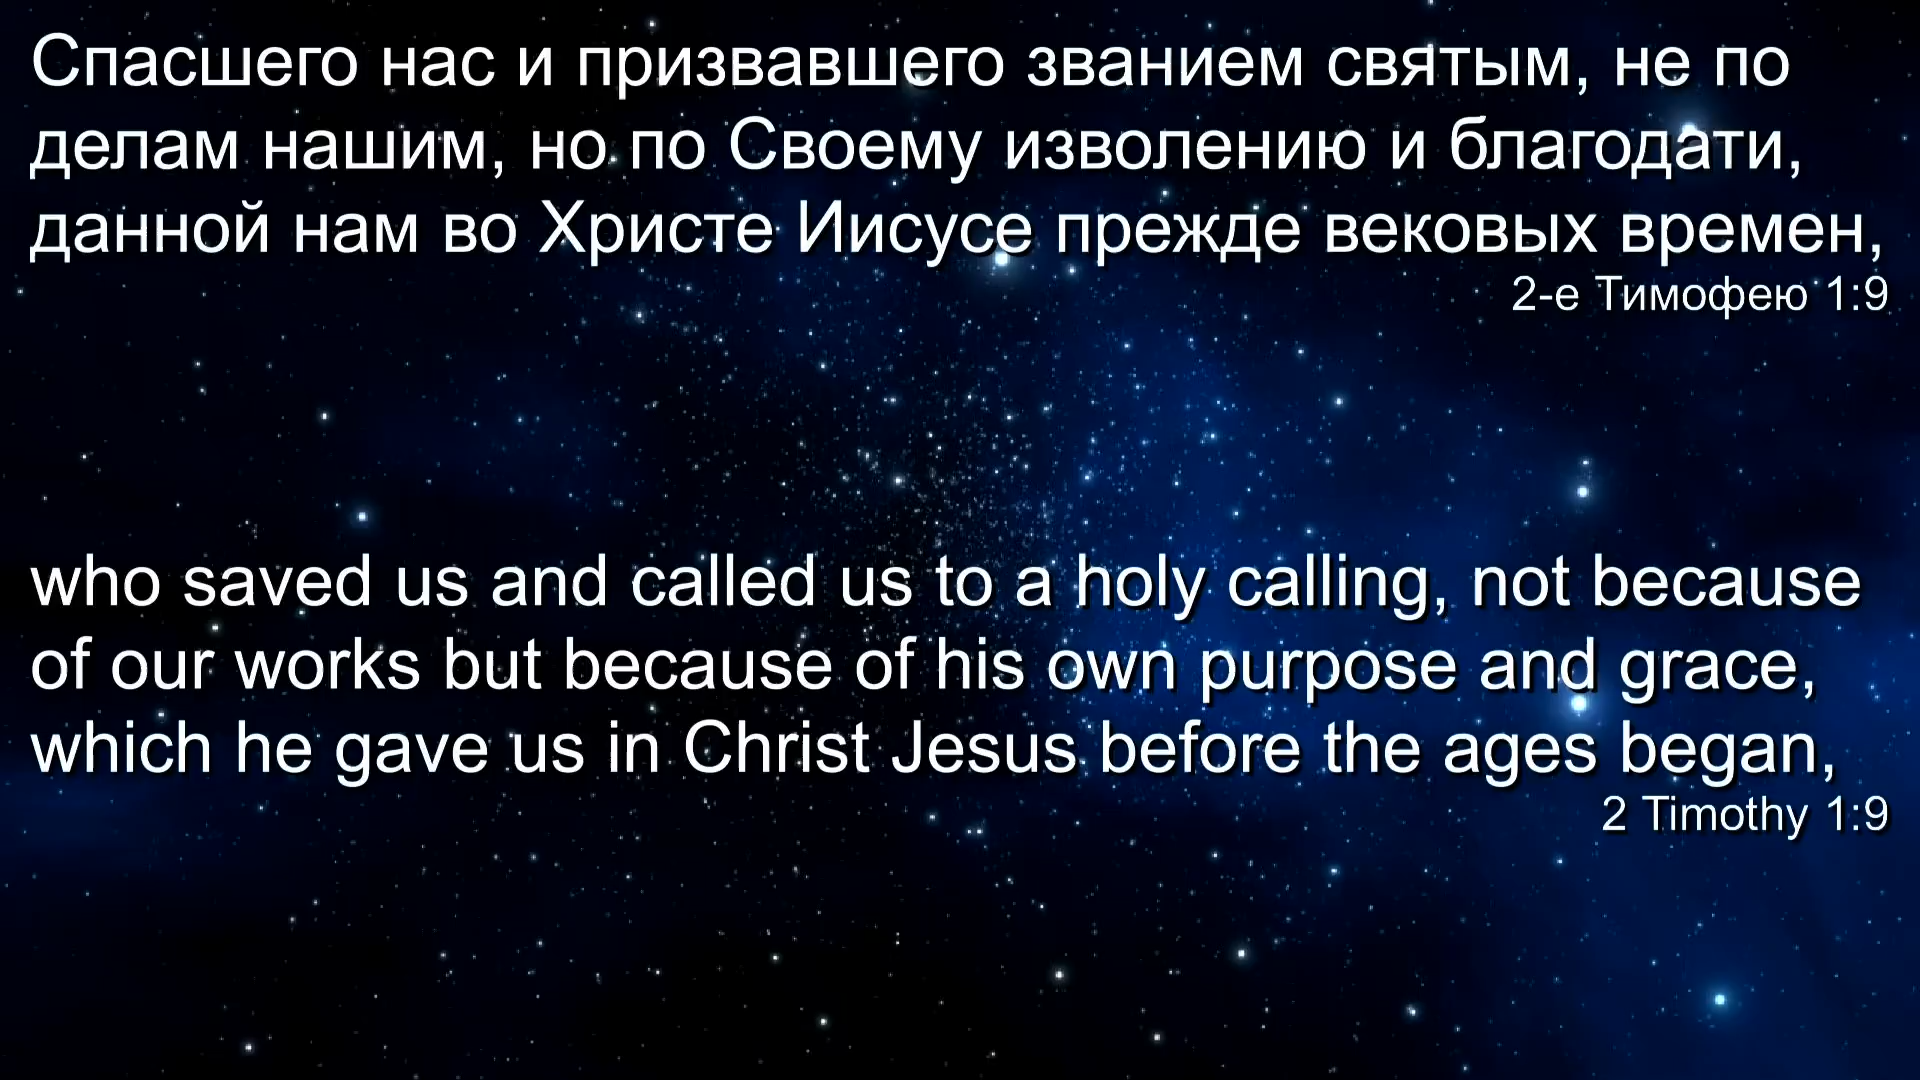 Спасшего нас и призвавшего званием святым, не по
делам нашим, но по Своему изволению и благодати,
данной нам во Христе Иисусе прежде вековых времен,
2-е Тимофею 1:9
who saved us and called us to a holy calling, not because
of our works but because of his own purpose and grace,
which he gave us in Christ Jesus before the ages began,
2 Timothy 1:9